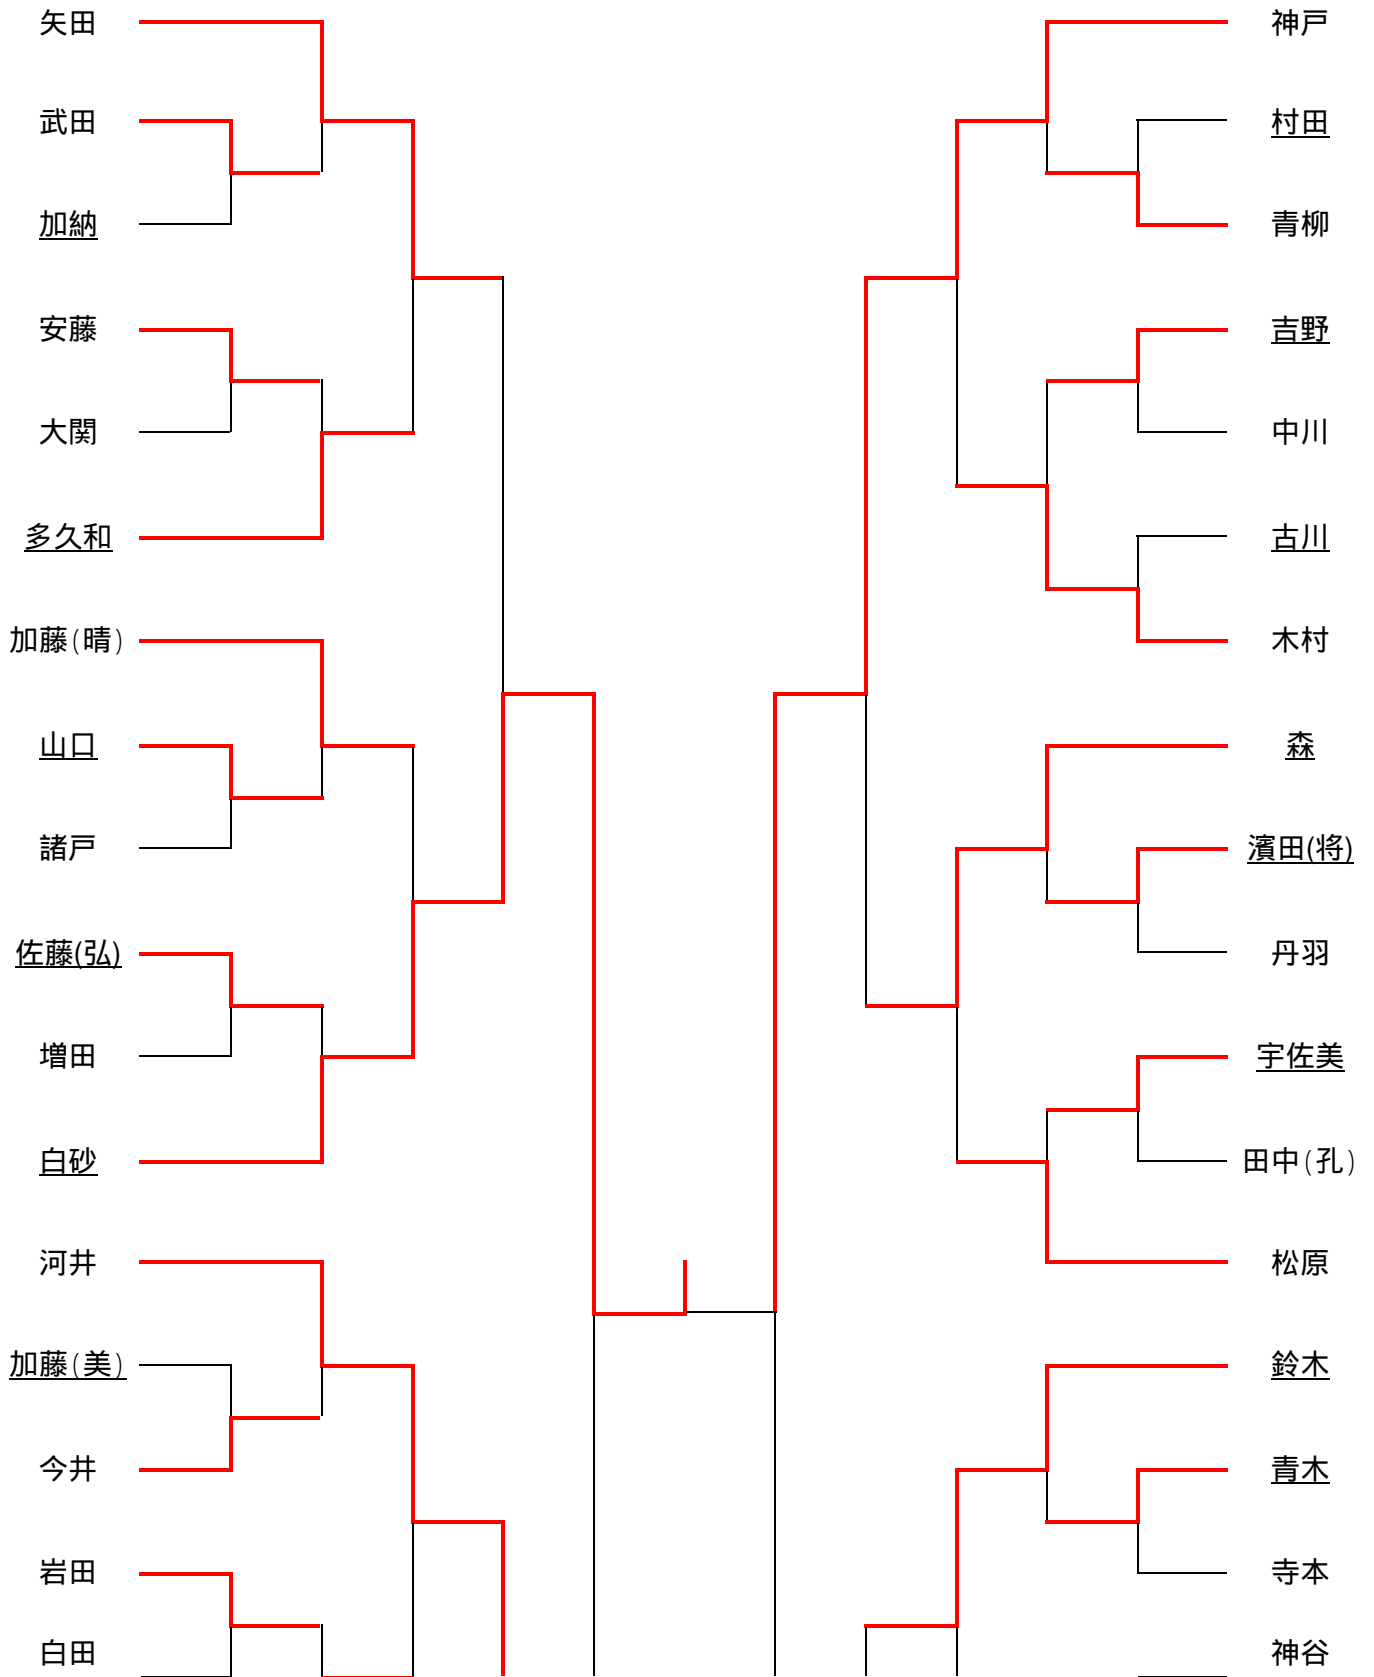 矢田
武田
加納
安藤
大関
多久和
加藤(晴)
山口
諸戸
佐藤(弘)
増田
白砂
河井
加藤(美)
今井
岩田
白田
神戸
村田
青柳
吉野
中川
古川
木村
森
濱田(将)
丹羽
宇佐美
田中(孔)
松原
鈴木
青木
寺本
神谷